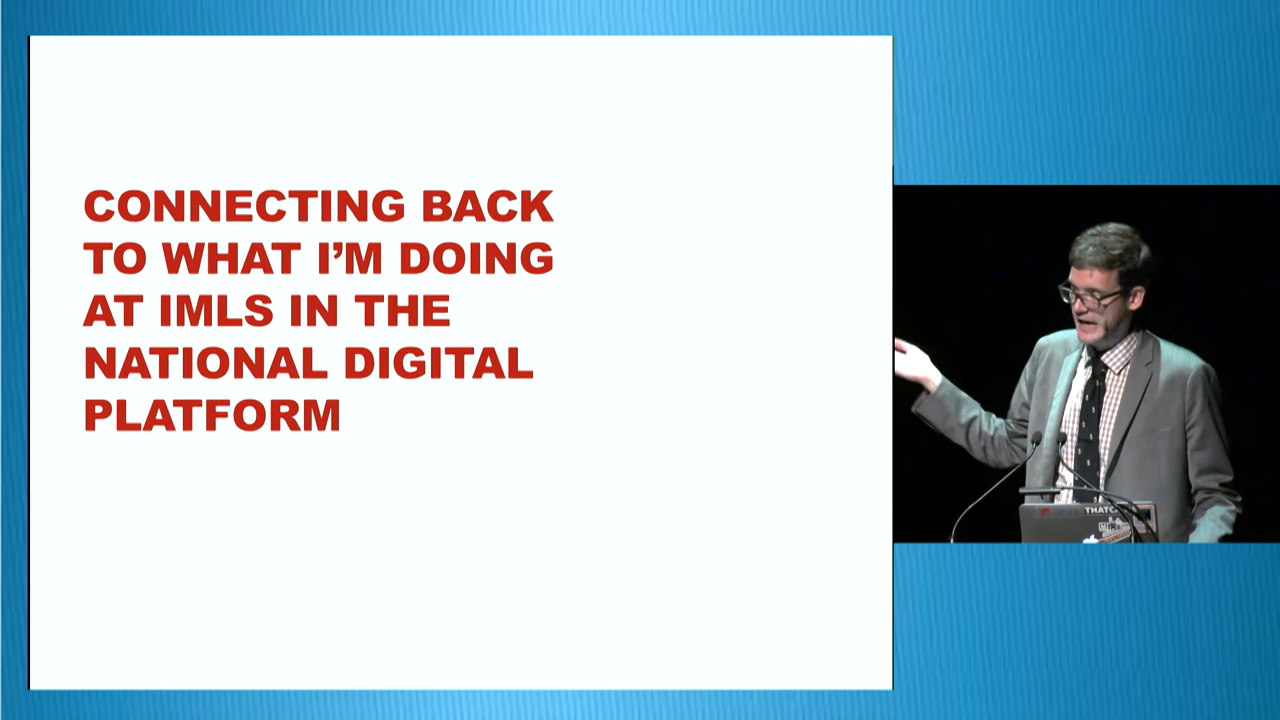 CONNECTING BACK
TO WHAT I'M DOING
AT IMLS IN THE
NATIONAL DIGITAL
PLATFORM